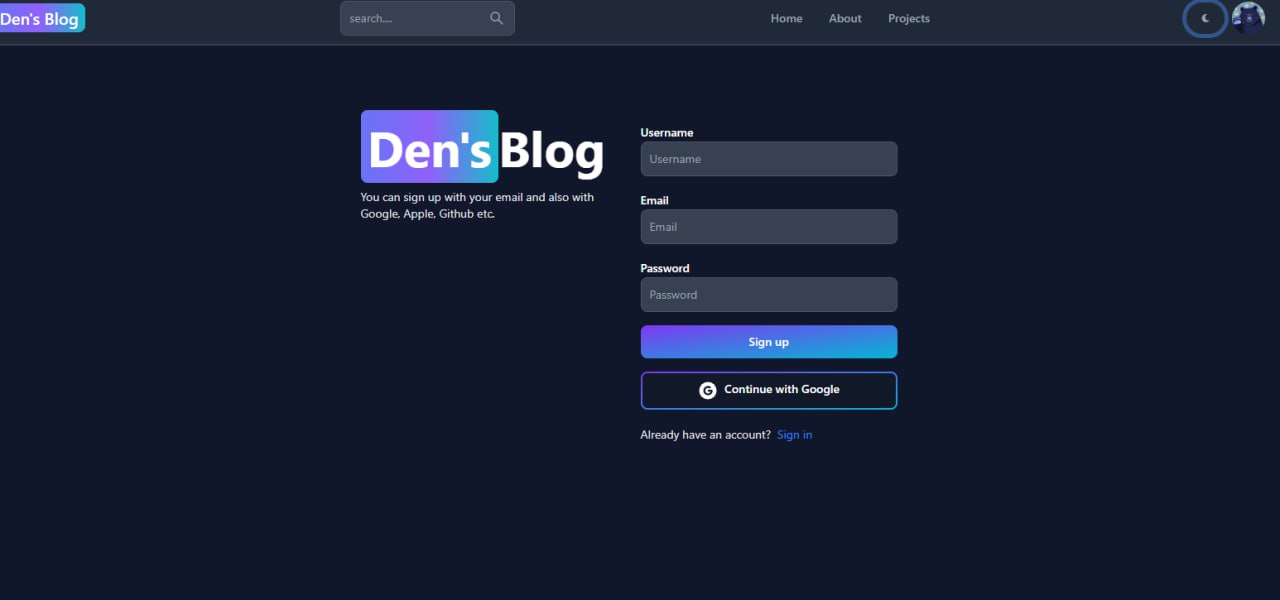 Den's Blog
search....
Home
About
Projects
Den's Blog
You can sign up with your email and also with
Google, Apple, Github etc.
Username
Username
Email
Email
Password
Password
Sign up
G Continue with Google
Already have an account? Sign in